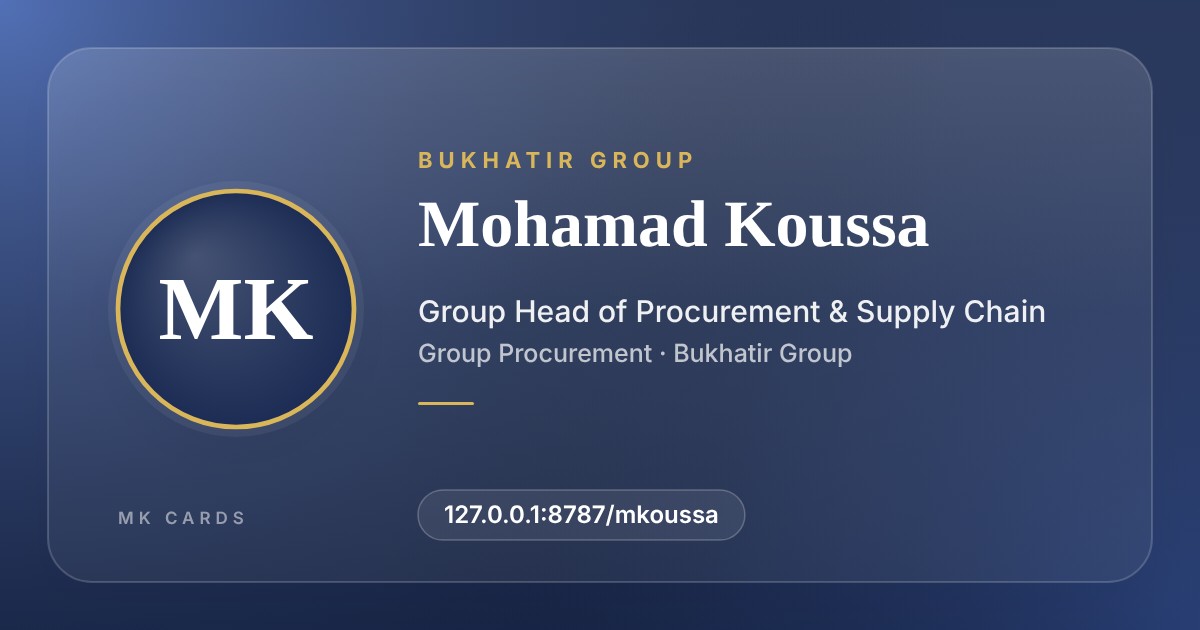 BUKHATIR GROUP
Mohamad Koussa
MK
Group Head of Procurement & Supply Chain
Group Procurement · Bukhatir Group
MK CARDS
127.0.0.1:8787/mkoussa